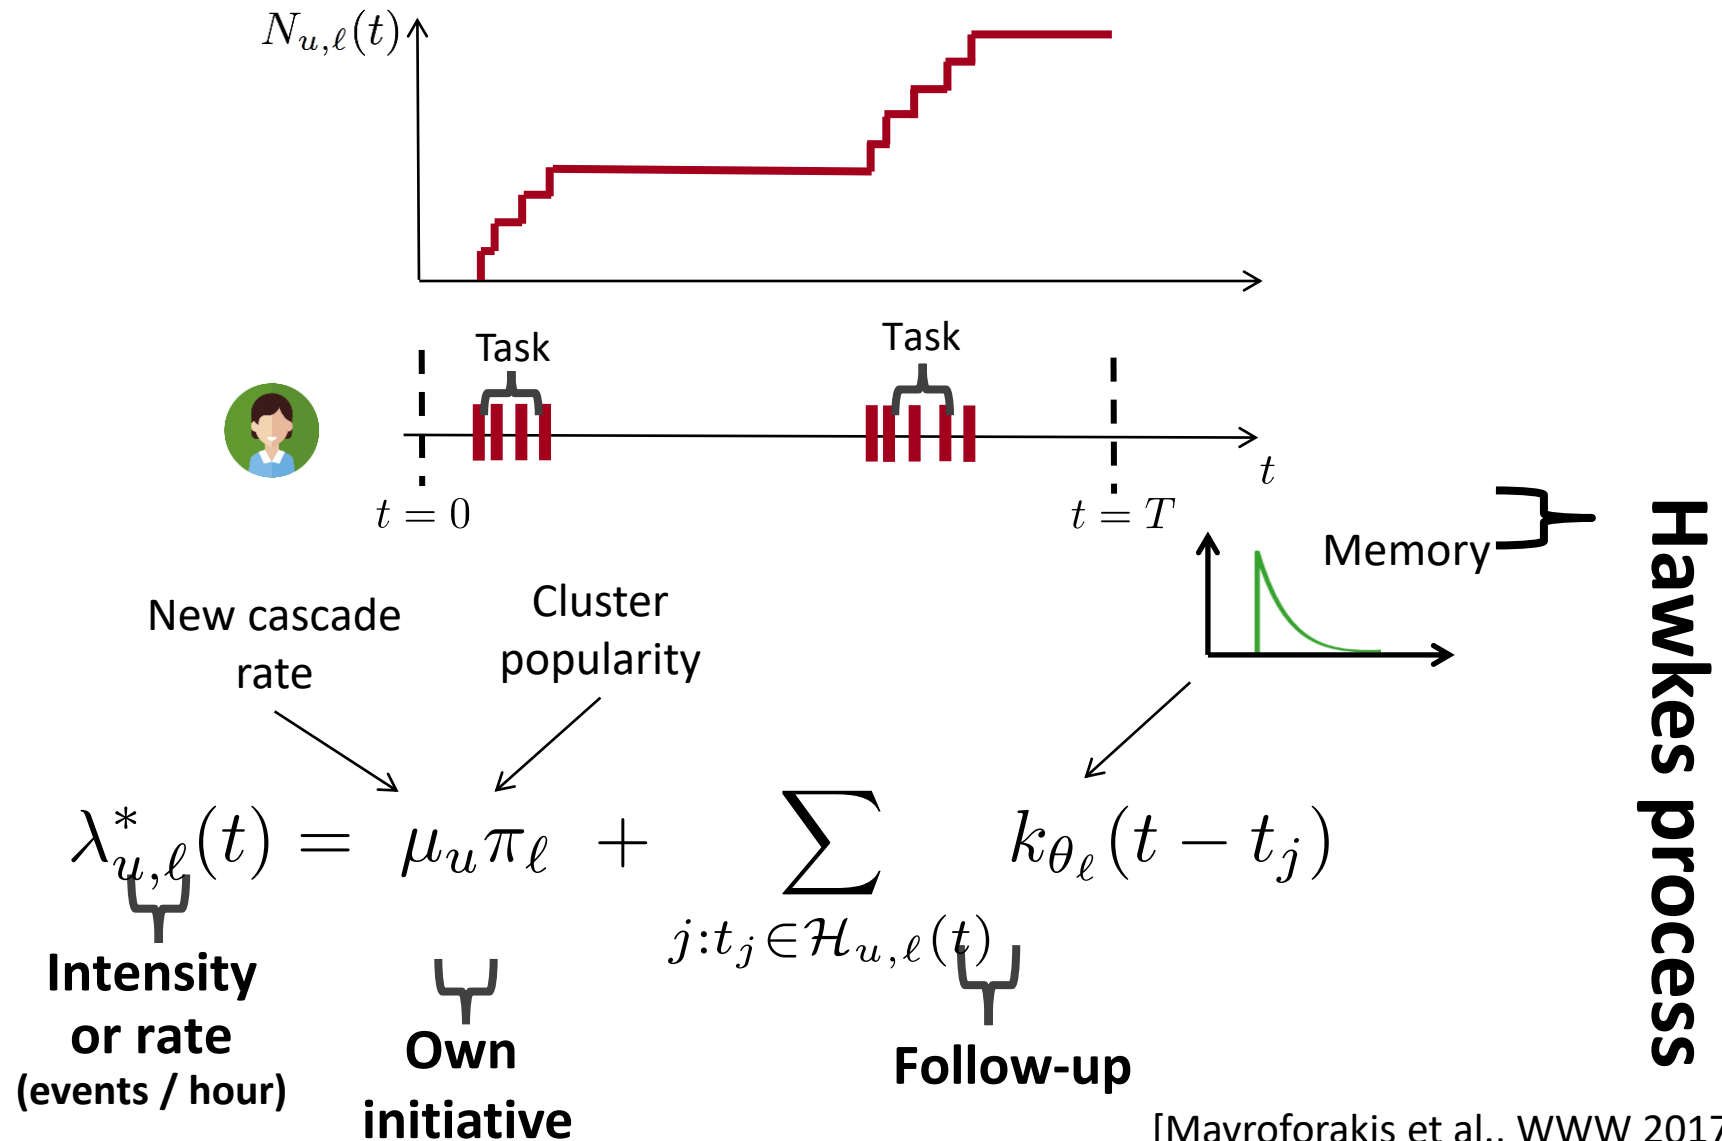 N_{u,ℓ}(t)
Task
Task
t
t = 0
t = T
Memory
Hawkes process
New cascade
rate
Cluster
popularity
λ*_{u,ℓ}(t) = μ_u π_ℓ + ∑_{j:t_j∈ℋ_{u,ℓ}(t)} k_{θ_ℓ}(t − t_j)
Intensity
or rate
(events / hour)
Own
initiative
Follow-up
[Mavroforakis et al., WWW 2017